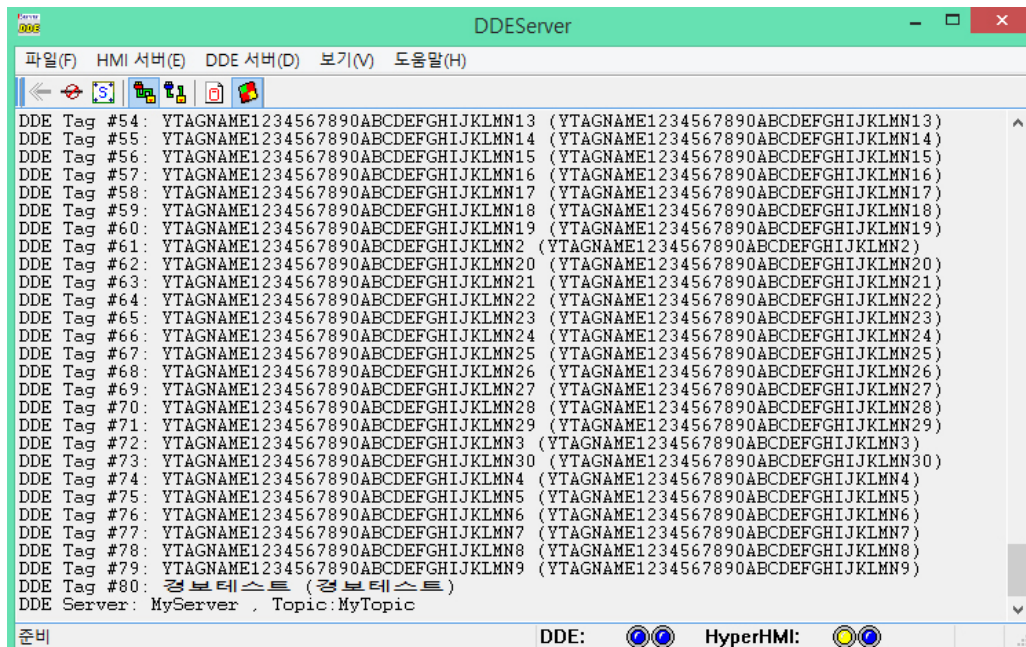 DDEServer
파일(F) HMI 서버(E) DDE 서버(D) 보기(V) 도움말(H)
DDE Tag #54: YTAGNAME1234567890ABCDEFGHIJKLMN13 (YTAGNAME1234567890ABCDEFGHIJKLMN13)
DDE Tag #55: YTAGNAME1234567890ABCDEFGHIJKLMN14 (YTAGNAME1234567890ABCDEFGHIJKLMN14)
DDE Tag #56: YTAGNAME1234567890ABCDEFGHIJKLMN15 (YTAGNAME1234567890ABCDEFGHIJKLMN15)
DDE Tag #57: YTAGNAME1234567890ABCDEFGHIJKLMN16 (YTAGNAME1234567890ABCDEFGHIJKLMN16)
DDE Tag #58: YTAGNAME1234567890ABCDEFGHIJKLMN17 (YTAGNAME1234567890ABCDEFGHIJKLMN17)
DDE Tag #59: YTAGNAME1234567890ABCDEFGHIJKLMN18 (YTAGNAME1234567890ABCDEFGHIJKLMN18)
DDE Tag #60: YTAGNAME1234567890ABCDEFGHIJKLMN19 (YTAGNAME1234567890ABCDEFGHIJKLMN19)
DDE Tag #61: YTAGNAME1234567890ABCDEFGHIJKLMN2 (YTAGNAME1234567890ABCDEFGHIJKLMN2)
DDE Tag #62: YTAGNAME1234567890ABCDEFGHIJKLMN20 (YTAGNAME1234567890ABCDEFGHIJKLMN20)
DDE Tag #63: YTAGNAME1234567890ABCDEFGHIJKLMN21 (YTAGNAME1234567890ABCDEFGHIJKLMN21)
DDE Tag #64: YTAGNAME1234567890ABCDEFGHIJKLMN22 (YTAGNAME1234567890ABCDEFGHIJKLMN22)
DDE Tag #65: YTAGNAME1234567890ABCDEFGHIJKLMN23 (YTAGNAME1234567890ABCDEFGHIJKLMN23)
DDE Tag #66: YTAGNAME1234567890ABCDEFGHIJKLMN24 (YTAGNAME1234567890ABCDEFGHIJKLMN24)
DDE Tag #67: YTAGNAME1234567890ABCDEFGHIJKLMN25 (YTAGNAME1234567890ABCDEFGHIJKLMN25)
DDE Tag #68: YTAGNAME1234567890ABCDEFGHIJKLMN26 (YTAGNAME1234567890ABCDEFGHIJKLMN26)
DDE Tag #69: YTAGNAME1234567890ABCDEFGHIJKLMN27 (YTAGNAME1234567890ABCDEFGHIJKLMN27)
DDE Tag #70: YTAGNAME1234567890ABCDEFGHIJKLMN28 (YTAGNAME1234567890ABCDEFGHIJKLMN28)
DDE Tag #71: YTAGNAME1234567890ABCDEFGHIJKLMN29 (YTAGNAME1234567890ABCDEFGHIJKLMN29)
DDE Tag #72: YTAGNAME1234567890ABCDEFGHIJKLMN3 (YTAGNAME1234567890ABCDEFGHIJKLMN3)
DDE Tag #73: YTAGNAME1234567890ABCDEFGHIJKLMN30 (YTAGNAME1234567890ABCDEFGHIJKLMN30)
DDE Tag #74: YTAGNAME1234567890ABCDEFGHIJKLMN4 (YTAGNAME1234567890ABCDEFGHIJKLMN4)
DDE Tag #75: YTAGNAME1234567890ABCDEFGHIJKLMN5 (YTAGNAME1234567890ABCDEFGHIJKLMN5)
DDE Tag #76: YTAGNAME1234567890ABCDEFGHIJKLMN6 (YTAGNAME1234567890ABCDEFGHIJKLMN6)
DDE Tag #77: YTAGNAME1234567890ABCDEFGHIJKLMN7 (YTAGNAME1234567890ABCDEFGHIJKLMN7)
DDE Tag #78: YTAGNAME1234567890ABCDEFGHIJKLMN8 (YTAGNAME1234567890ABCDEFGHIJKLMN8)
DDE Tag #79: YTAGNAME1234567890ABCDEFGHIJKLMN9 (YTAGNAME1234567890ABCDEFGHIJKLMN9)
DDE Tag #80: 경보테스트 (경보테스트)
DDE Server: MyServer , Topic:MyTopic
준비 DDE: HyperHMI: